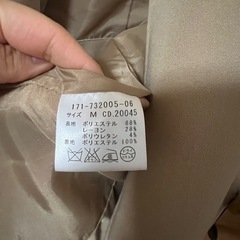 171-732005-06
サイズ M CD.20045
表地 ポリエステル 68%
レーヨン 28%
ポリウレタン 4%
裏地 ポリエステル 100%